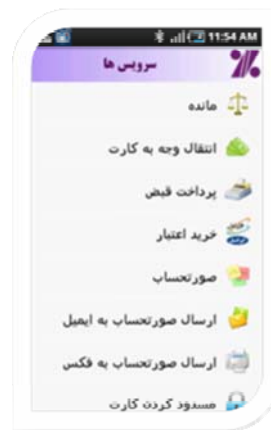 11:54 AM
سرویس ها
مانده
انتقال وجه به کارت
پرداخت قبض
خرید اعتبار
صورتحساب
ارسال صورتحساب به ایمیل
ارسال صورتحساب به فکس
مسدود کردن کارت